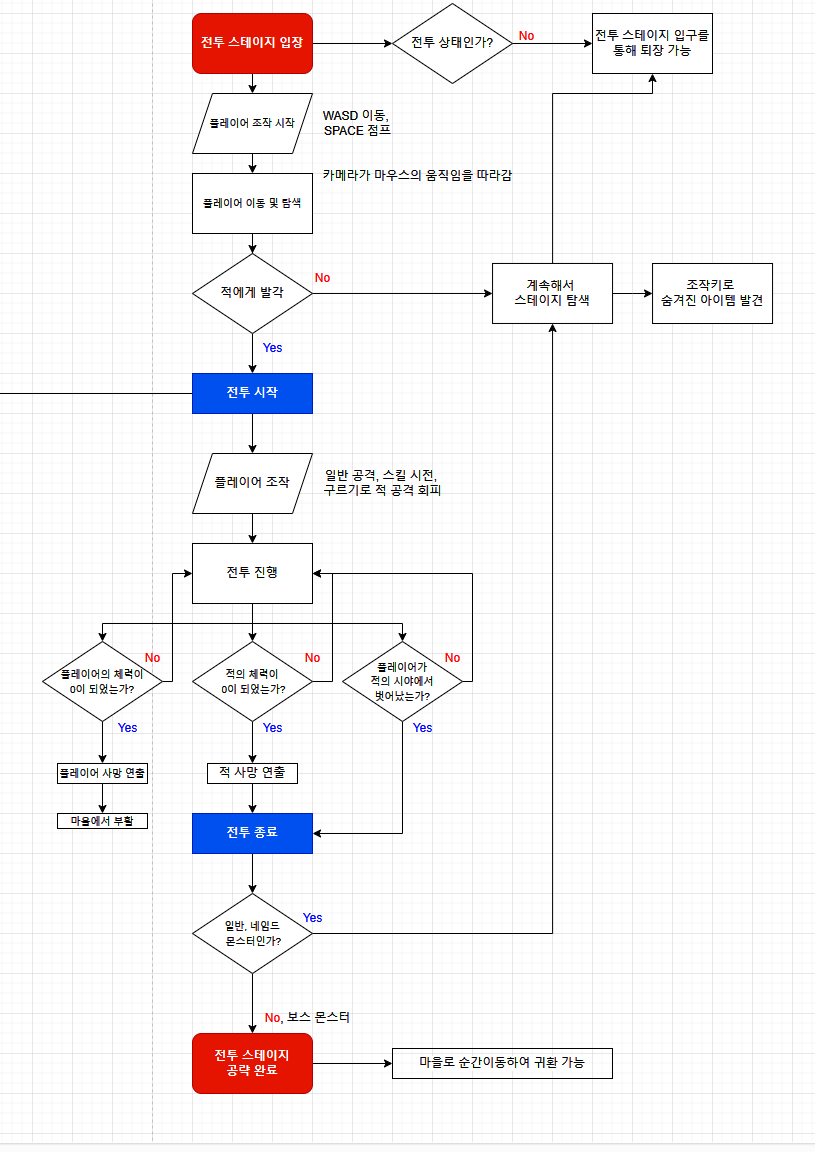 전투 스테이지 입장
전투 상태인가?
No
전투 스테이지 입구를
통해 퇴장 가능
플레이어 조작 시작
WASD 이동,
SPACE 점프
플레이어 이동 및 탐색
카메라가 마우스의 움직임을 따라감
적에게 발각
No
계속해서
스테이지 탐색
조작키로
숨겨진 아이템 발견
Yes
전투 시작
플레이어 조작
일반 공격, 스킬 시전,
구르기로 적 공격 회피
전투 진행
플레이어의 체력이
0이 되었는가?
No
적의 체력이
0이 되었는가?
No
플레이어가
적의 시야에서
벗어났는가?
No
Yes
Yes
Yes
플레이어 사망 연출
적 사망 연출
마을에서 부활
전투 종료
일반, 네임드
몬스터인가?
Yes
No, 보스 몬스터
전투 스테이지
공략 완료
마을로 순간이동하여 귀환 가능